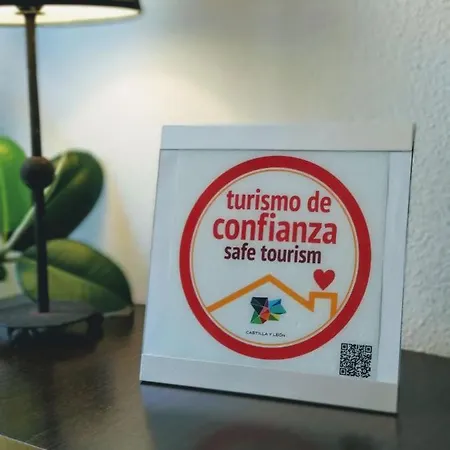 turismo de
confianza
safe tourism
CASTILLA Y LEÓN